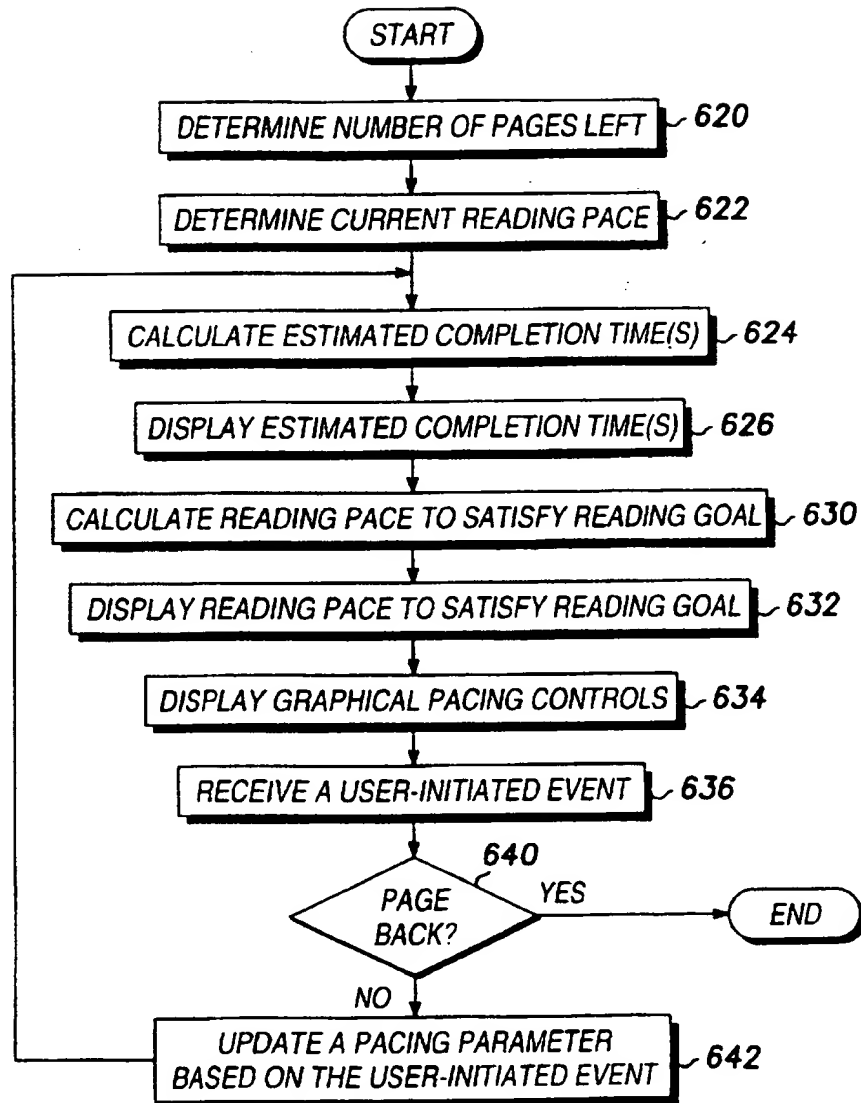 START
DETERMINE NUMBER OF PAGES LEFT 620
DETERMINE CURRENT READING PACE 622
CALCULATE ESTIMATED COMPLETION TIME(S) 624
DISPLAY ESTIMATED COMPLETION TIME(S) 626
CALCULATE READING PACE TO SATISFY READING GOAL 630
DISPLAY READING PACE TO SATISFY READING GOAL 632
DISPLAY GRAPHICAL PACING CONTROLS 634
RECEIVE A USER-INITIATED EVENT 636
640
PAGE
BACK?
YES
END
NO
UPDATE A PACING PARAMETER
BASED ON THE USER-INITIATED EVENT 642